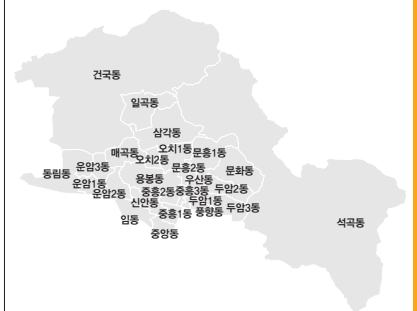 건국동
일곡동
삼각동
매곡동
오치1동
오치2동
문흥1동
운암3동
문흥2동
문화동
동림동
운암1동
용봉동
우산동
운암2동
중흥2동
중흥3동
두암2동
신안동
두암1동
임동
중흥1동
풍향동
두암3동
중앙동
석곡동